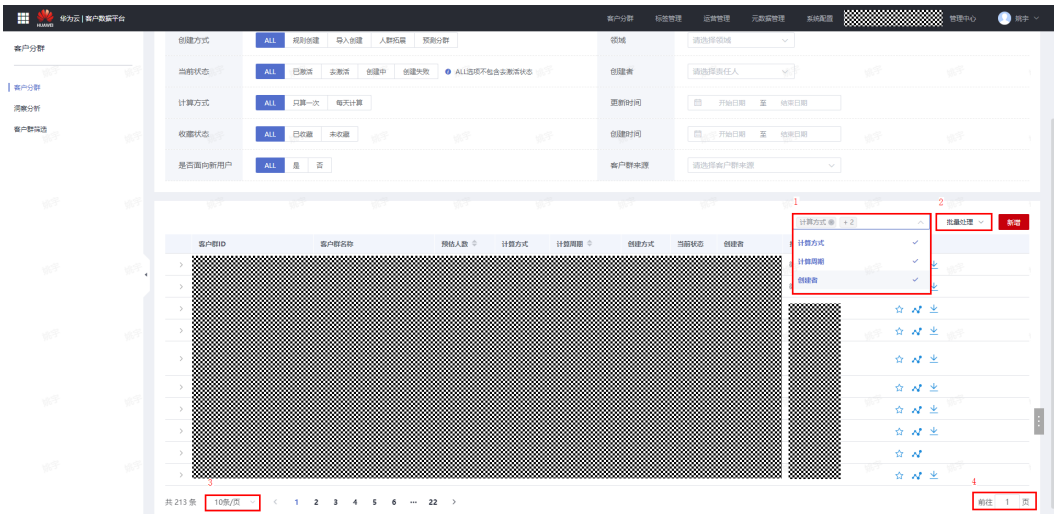 HUAWEI 华为云 | 客户数据平台 客户分群 标签管理 运营管理 元数据管理 系统配置 管理中心 姚宇
客户分群
客户分群
洞察分析
客户群筛选
创建方式 ALL 规则创建 导入创建 人群拓展 预测分群 领域 请选择领域
当前状态 ALL 已激活 去激活 创建中 创建失败 ALL选项不包含去激活状态 创建者 请选择责任人
计算方式 ALL 只算一次 每天计算 更新时间 开始日期 至 结束日期
收藏状态 ALL 已收藏 未收藏 创建时间 开始日期 至 结束日期
是否面向新用户 ALL 是 否 客户群来源 请选择客户群来源
1 2
计算方式 + 2 批量处理 新增
客户群ID 客户群名称 预估人数 计算方式 计算周期 创建方式 当前状态 创建者
计算方式
计算周期
创建者
3 4
共 213 条 10条/页 1 2 3 4 5 6 ... 22 前往 1 页